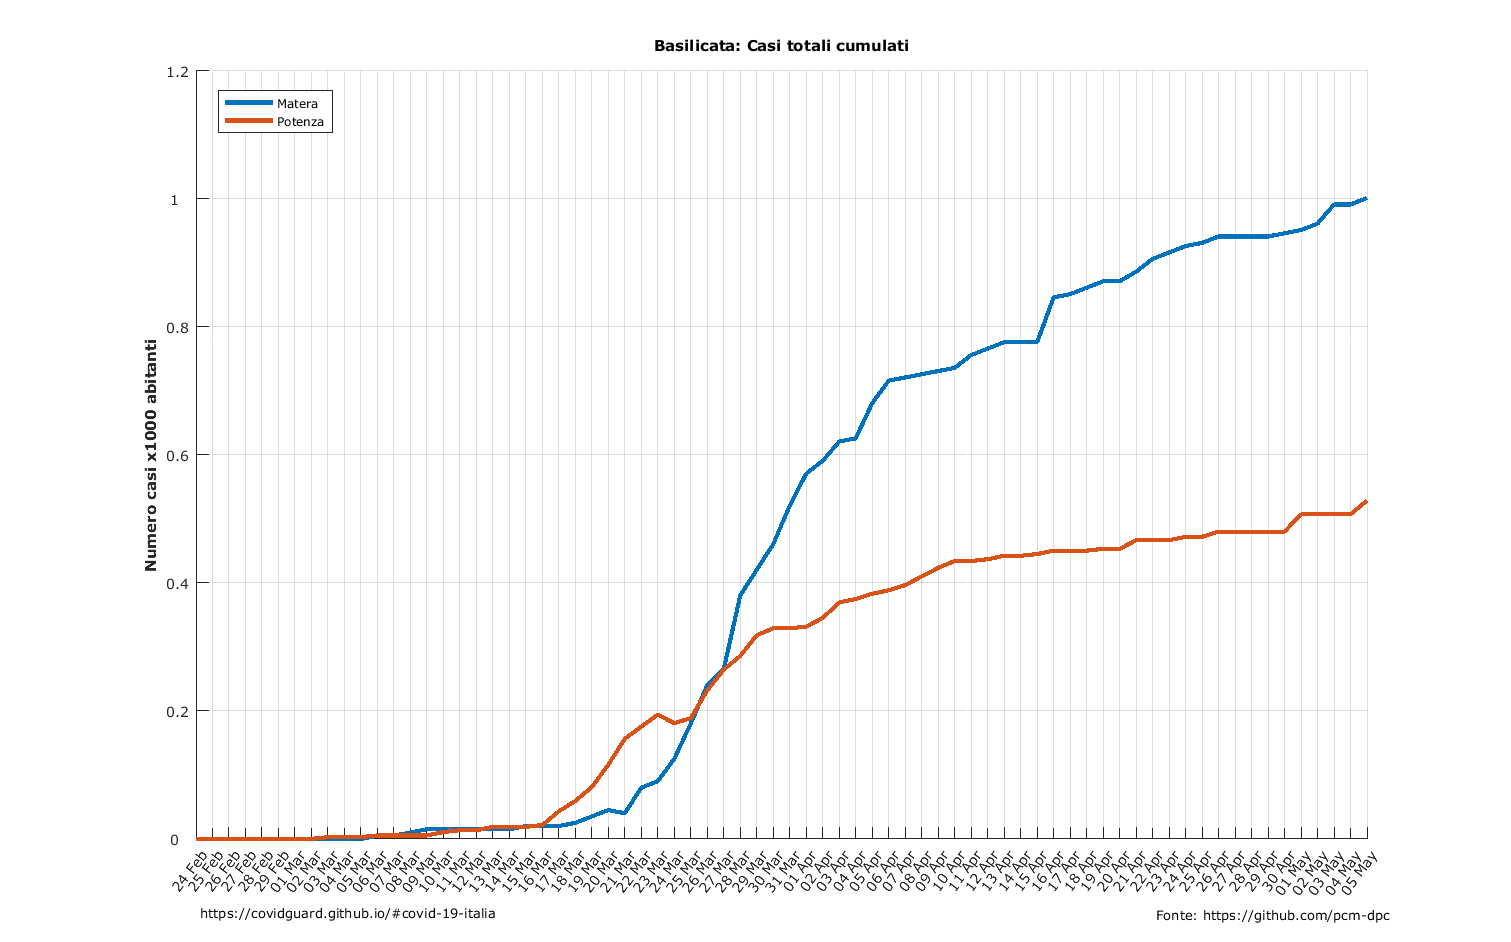 Basilicata: Casi totali cumulati
1.2
1
0.8
0.6
0.4
0.2
0
Numero casi x1000 abitanti
Matera
Potenza
24 Feb
25 Feb
26 Feb
27 Feb
28 Feb
29 Feb
01 Mar
02 Mar
03 Mar
04 Mar
05 Mar
06 Mar
07 Mar
08 Mar
09 Mar
10 Mar
11 Mar
12 Mar
13 Mar
14 Mar
15 Mar
16 Mar
17 Mar
18 Mar
19 Mar
20 Mar
21 Mar
22 Mar
23 Mar
24 Mar
25 Mar
26 Mar
27 Mar
28 Mar
29 Mar
30 Mar
31 Mar
01 Apr
02 Apr
03 Apr
04 Apr
05 Apr
06 Apr
07 Apr
08 Apr
09 Apr
10 Apr
11 Apr
12 Apr
13 Apr
14 Apr
15 Apr
16 Apr
17 Apr
18 Apr
19 Apr
20 Apr
21 Apr
22 Apr
23 Apr
24 Apr
25 Apr
26 Apr
27 Apr
28 Apr
29 Apr
30 Apr
01 May
02 May
03 May
04 May
05 May
https://covidguard.github.io/#covid-19-italia
Fonte: https://github.com/pcm-dpc